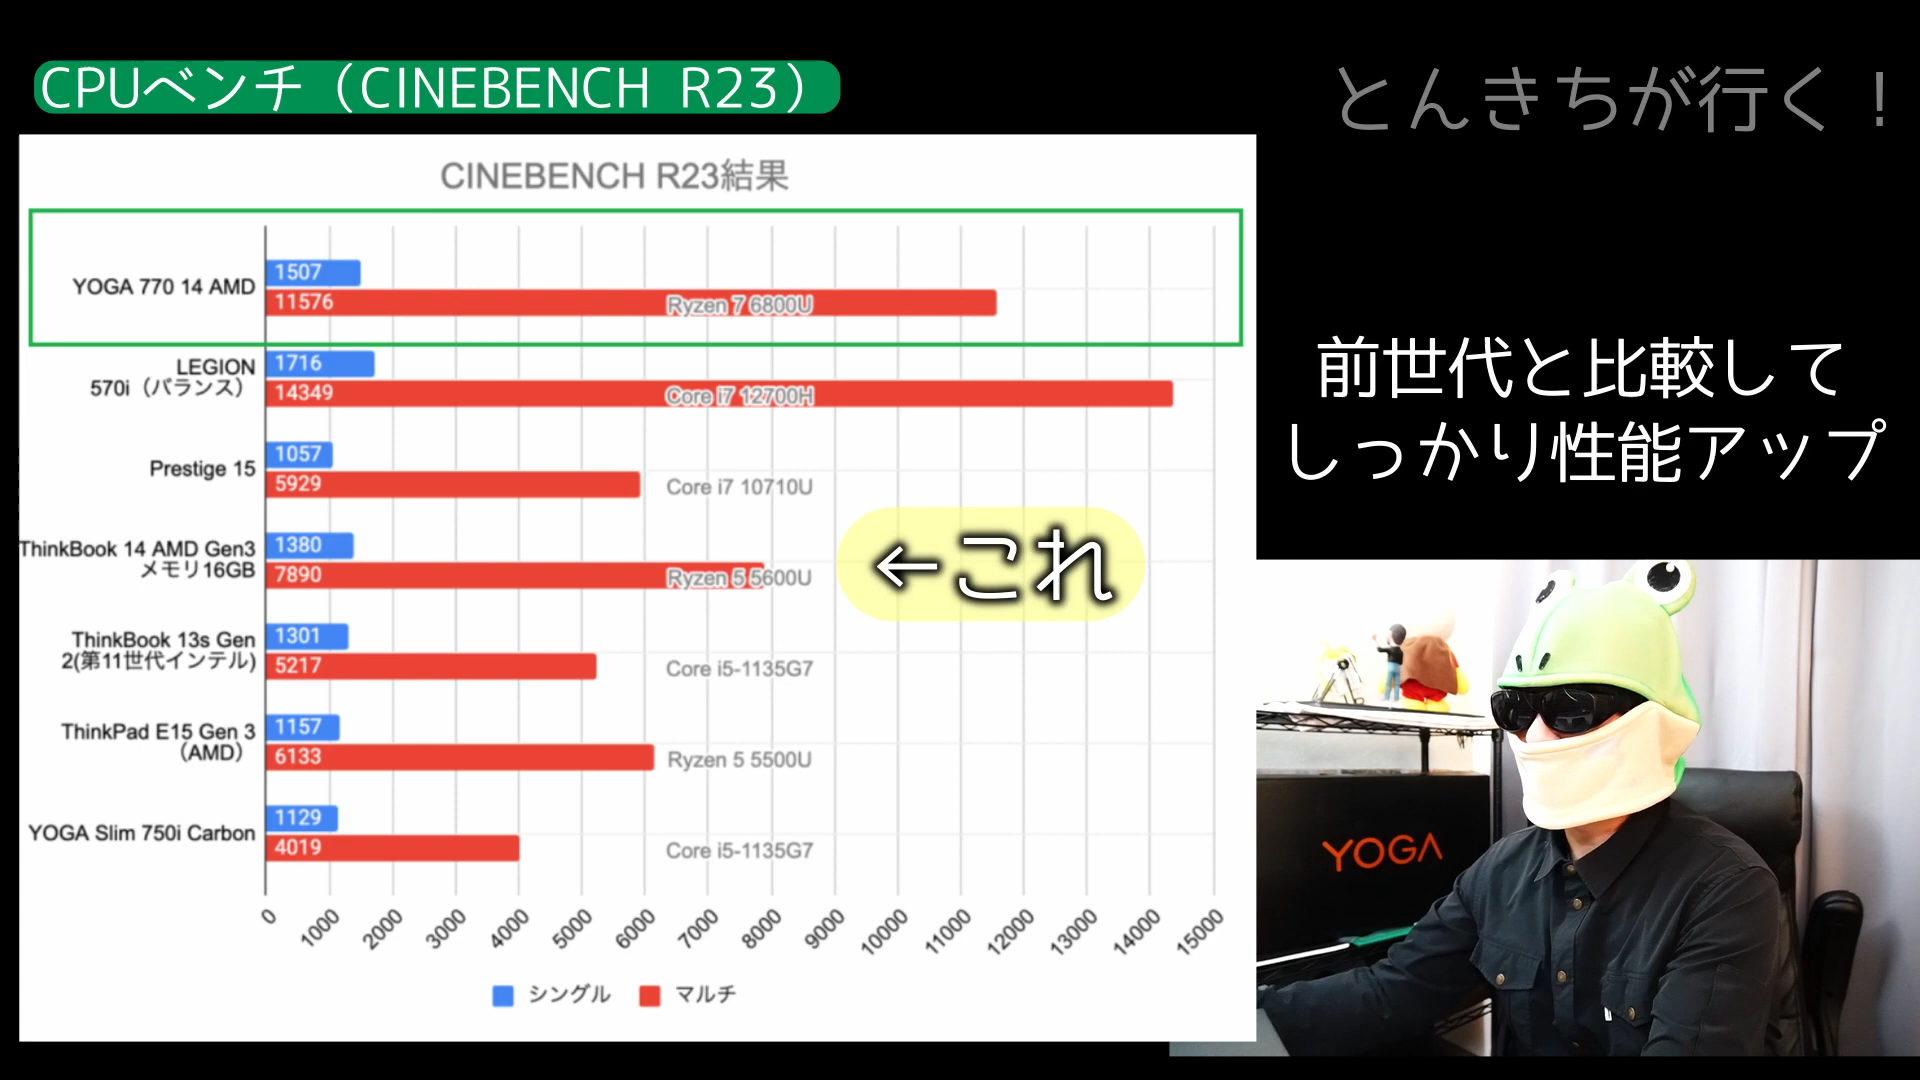 CPUベンチ（CINEBENCH R23）
とんきちが行く！
CINEBENCH R23結果
YOGA 770 14 AMD
1507
11576
Ryzen 7 6800U
LEGION
570i（バランス）
1716
14349
Core i7 12700H
Prestige 15
1057
5929
Core i7 10710U
ThinkBook 14 AMD Gen3
メモリ16GB
1380
7890
Ryzen 5 5600U
←これ
ThinkBook 13s Gen
2(第11世代インテル)
1301
5217
Core i5-1135G7
ThinkPad E15 Gen 3
（AMD）
1157
6133
Ryzen 5 5500U
YOGA Slim 750i Carbon
1129
4019
Core i5-1135G7
0 1000 2000 3000 4000 5000 6000 7000 8000 9000 10000 11000 12000 13000 14000 15000
シングル マルチ
前世代と比較して
しっかり性能アップ
YOGA